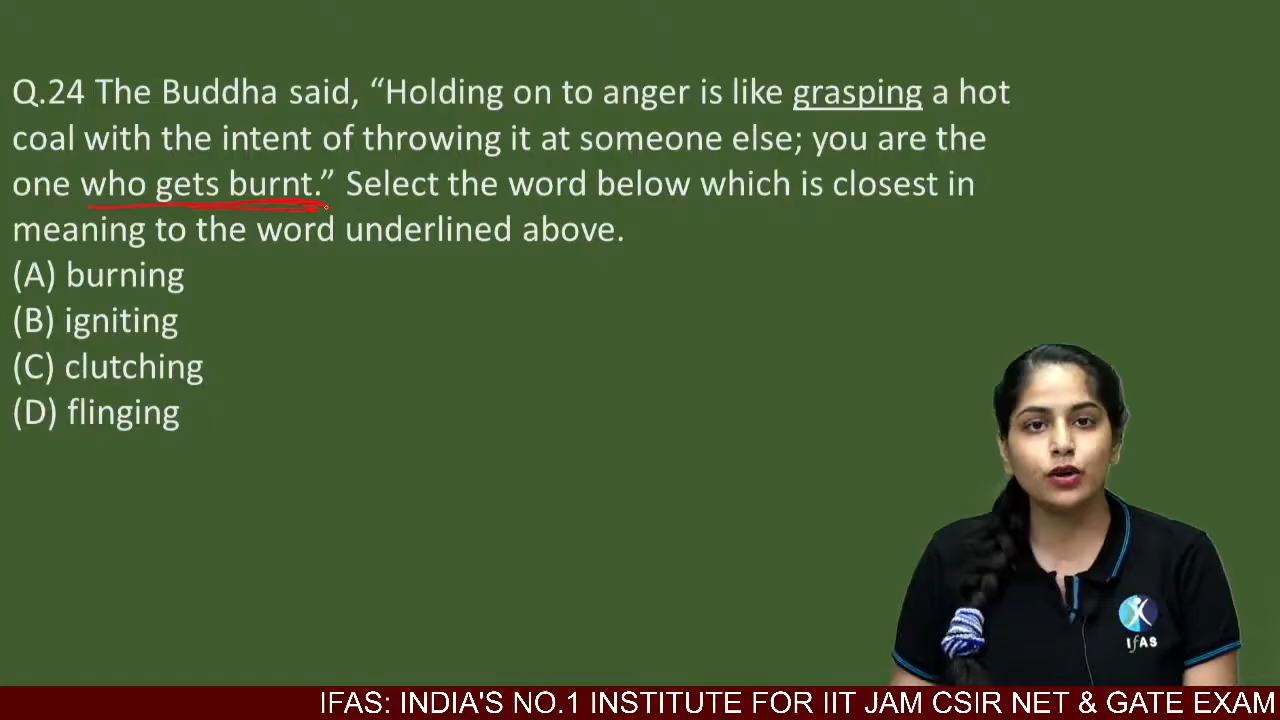 Q.24 The Buddha said, “Holding on to anger is like grasping a hot
coal with the intent of throwing it at someone else; you are the
one who gets burnt.” Select the word below which is closest in
meaning to the word underlined above.
(A) burning
(B) igniting
(C) clutching
(D) flinging
IfAS
IFAS: INDIA'S NO.1 INSTITUTE FOR IIT JAM CSIR NET & GATE EXAM